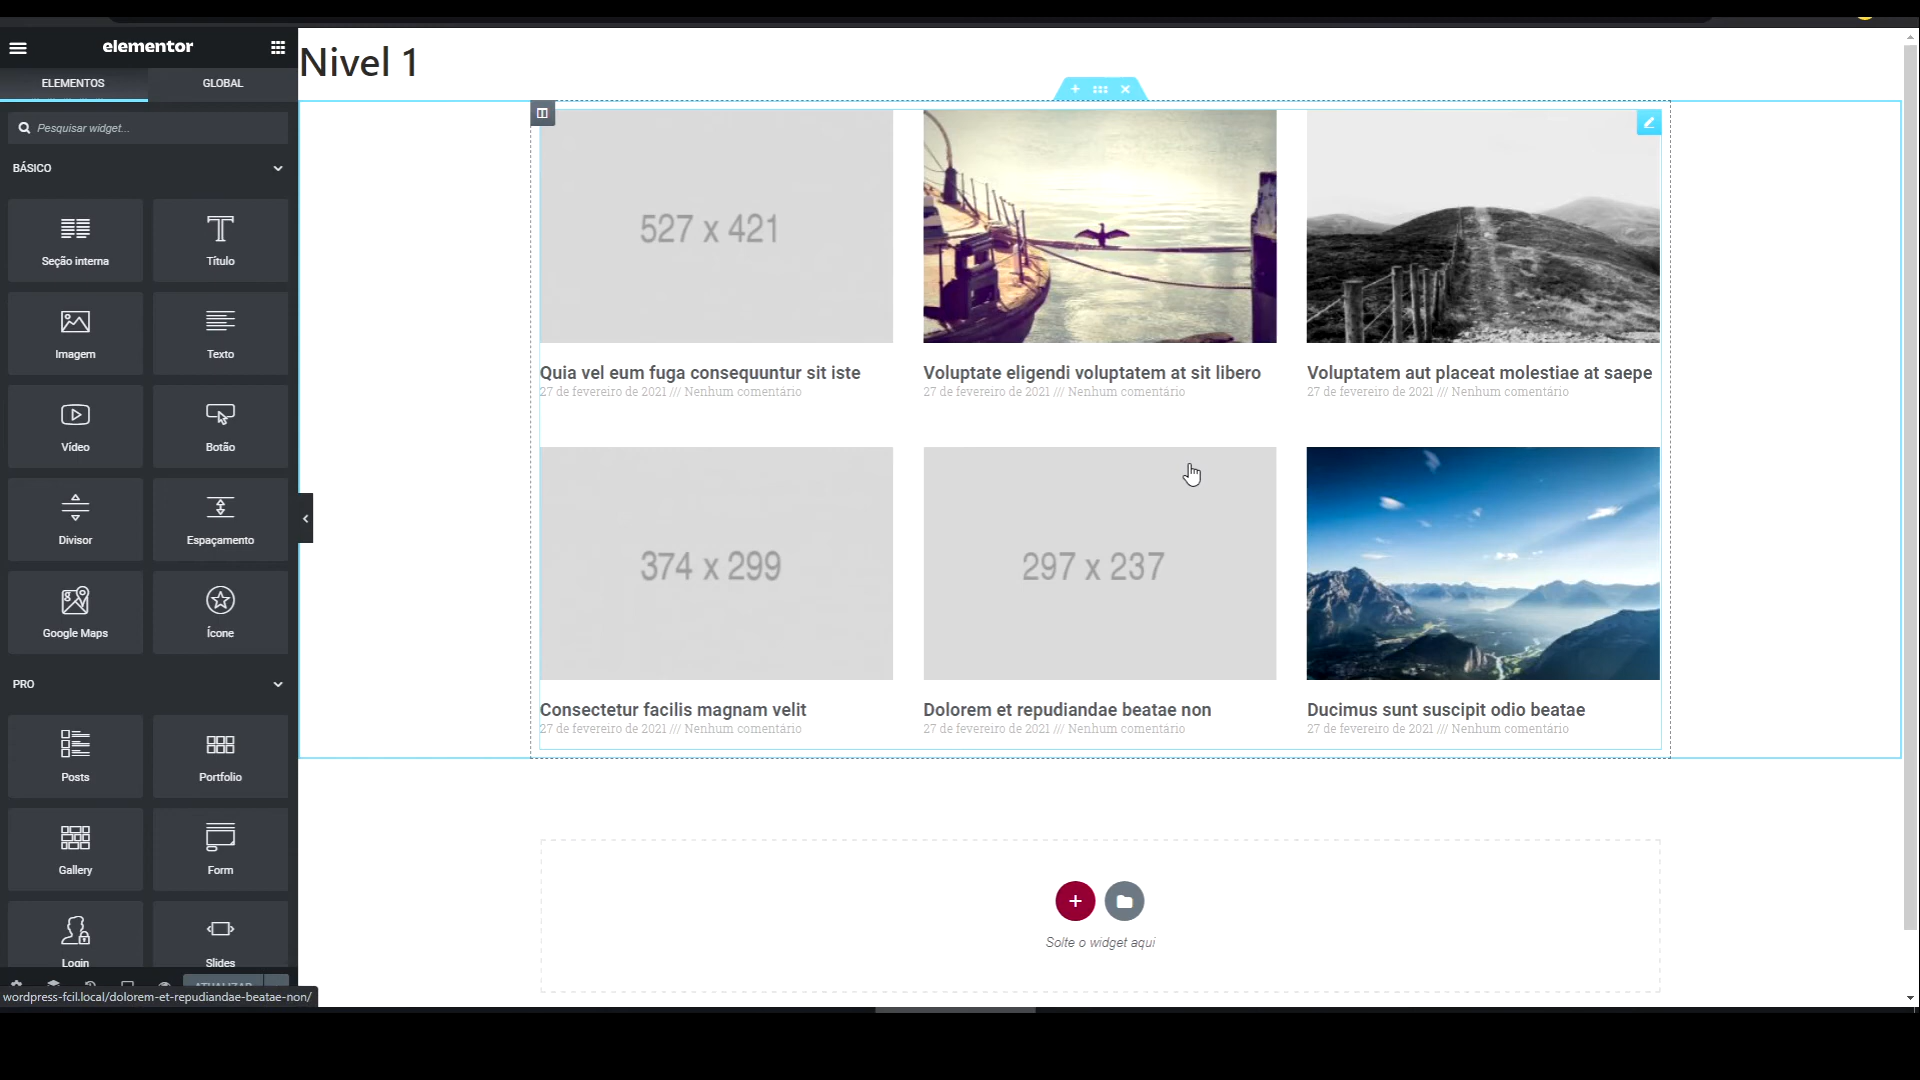 elementor
ELEMENTOS
GLOBAL
Pesquisar widget...
BÁSICO
Seção interna
Título
Imagem
Texto
Vídeo
Botão
Divisor
Espaçamento
Google Maps
Ícone
PRO
Posts
Portfolio
Gallery
Form
Login
Slides
ATUALIZAR
wordpress-fcil.local/dolorem-et-repudiandae-beatae-non/
Nivel 1
527 x 421
Quia vel eum fuga consequuntur sit iste
27 de fevereiro de 2021 /// Nenhum comentário
Voluptate eligendi voluptatem at sit libero
27 de fevereiro de 2021 /// Nenhum comentário
Voluptatem aut placeat molestiae at saepe
27 de fevereiro de 2021 /// Nenhum comentário
374 x 299
297 x 237
Consectetur facilis magnam velit
27 de fevereiro de 2021 /// Nenhum comentário
Dolorem et repudiandae beatae non
27 de fevereiro de 2021 /// Nenhum comentário
Ducimus sunt suscipit odio beatae
27 de fevereiro de 2021 /// Nenhum comentário
Solte o widget aqui